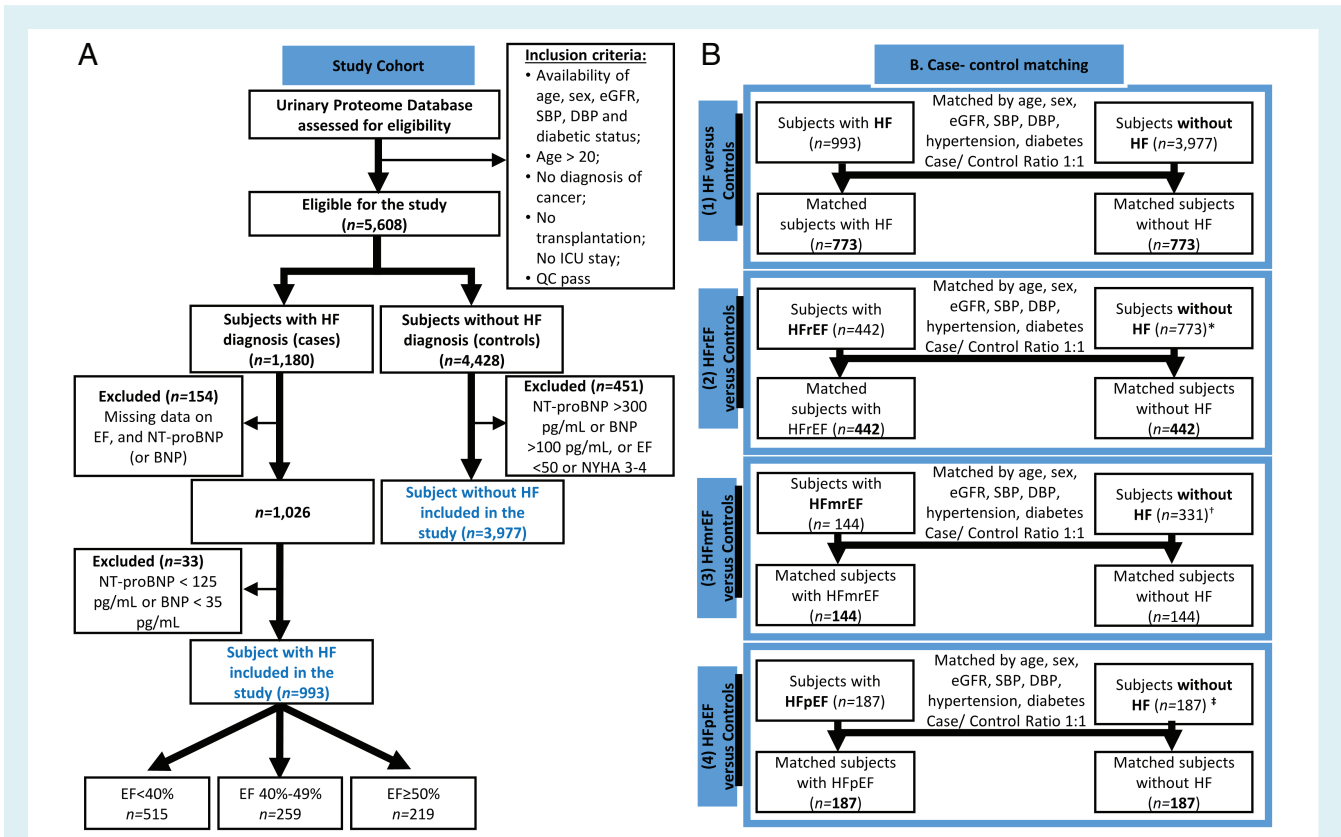 A
Study Cohort
Urinary Proteome Database
assessed for eligibility
Inclusion criteria:
• Availability of
age, sex, eGFR,
SBP, DBP and
diabetic status;
• Age > 20;
• No diagnosis of
cancer;
• No
transplantation;
No ICU stay;
• QC pass
Eligible for the study
(n=5,608)
Subjects with HF
diagnosis (cases)
(n=1,180)
Subjects without HF
diagnosis (controls)
(n=4,428)
Excluded (n=154)
Missing data on
EF, and NT-proBNP
(or BNP)
Excluded (n=451)
NT-proBNP >300
pg/mL or BNP
>100 pg/mL, or EF
<50 or NYHA 3-4
n=1,026
Subject without HF
included in the
study (n=3,977)
Excluded (n=33)
NT-proBNP < 125
pg/mL or BNP < 35
pg/mL
Subject with HF
included in the
study (n=993)
EF<40%
n=515
EF 40%-49%
n=259
EF≥50%
n=219
B
B. Case- control matching
(1) HF versus
Controls
Subjects with HF
(n=993)
Matched by age, sex,
eGFR, SBP, DBP,
hypertension, diabetes
Case/ Control Ratio 1:1
Subjects without
HF (n=3,977)
Matched
subjects with HF
(n=773)
Matched
subjects without
HF
(n=773)
(2) HFrEF
versus Controls
Subjects with
HFrEF (n=442)
Matched by age, sex,
eGFR, SBP, DBP,
hypertension, diabetes
Case/ Control Ratio 1:1
Subjects without
HF (n=773)*
Matched
subjects with
HFrEF (n=442)
Matched
subjects without
HF
(n=442)
(3) HFmrEF
versus Controls
Subjects with
HFmrEF
(n= 144)
Matched by age, sex,
eGFR, SBP, DBP,
hypertension, diabetes
Case/ Control Ratio 1:1
Subjects without
HF (n=331)†
Matched subjects
with HFmrEF
(n=144)
Matched subjects
without HF
(n=144)
(4) HFpEF
versus Controls
Subjects with
HFpEF (n=187)
Matched by age, sex,
eGFR, SBP, DBP,
hypertension, diabetes
Case/ Control Ratio 1:1
Subjects without
HF (n=187) ‡
Matched subjects
with HFpEF
(n=187)
Matched subjects
without HF
(n=187)